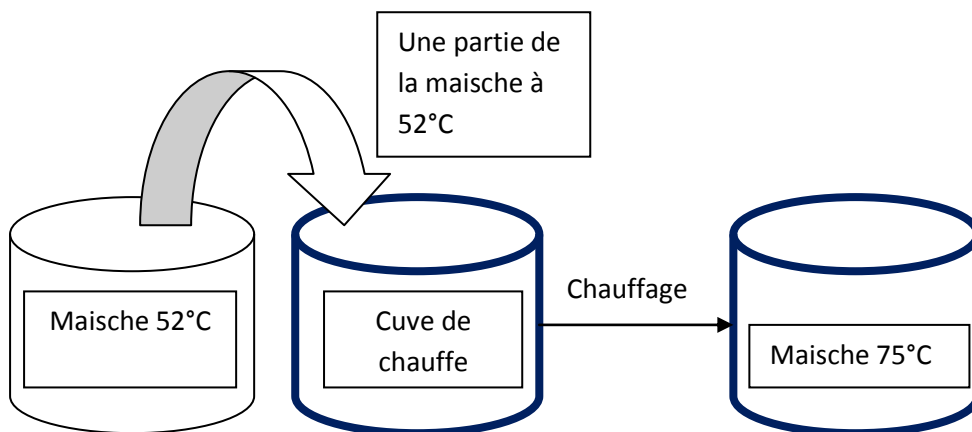 Une partie de
la maische à
52°C
Maische 52°C
Cuve de
chauffe
Chauffage
Maische 75°C